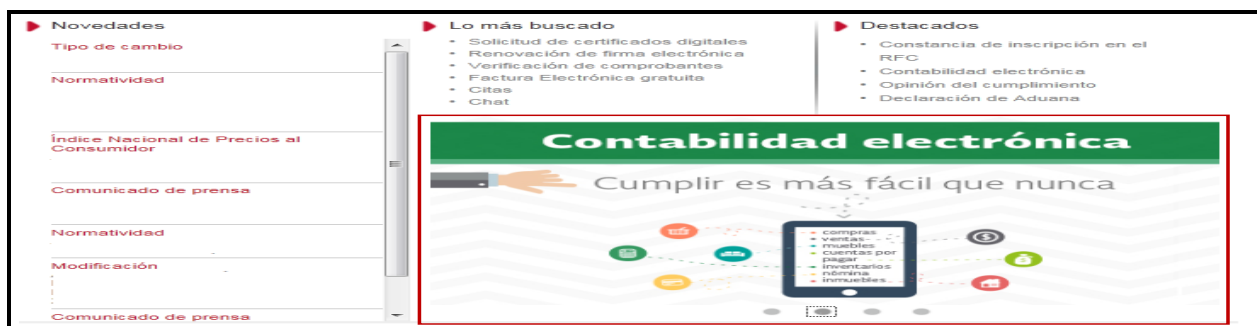 Novedades
Tipo de cambio
Normatividad
Índice Nacional de Precios al
Consumidor
Comunicado de prensa
Normatividad
Modificación
Comunicado de prensa
Lo más buscado
• Solicitud de certificados digitales
• Renovación de firma electrónica
• Verificación de comprobantes
• Factura Electrónica gratuita
• Citas
• Chat
Destacados
• Constancia de inscripción en el
RFC
• Contabilidad electrónica
• Opinión del cumplimiento
• Declaración de Aduana
Contabilidad electrónica
Cumplir es más fácil que nunca
• compras
• ventas
• muebles
• cuentas por
pagar
• inventarios
• nómina
• inmuebles